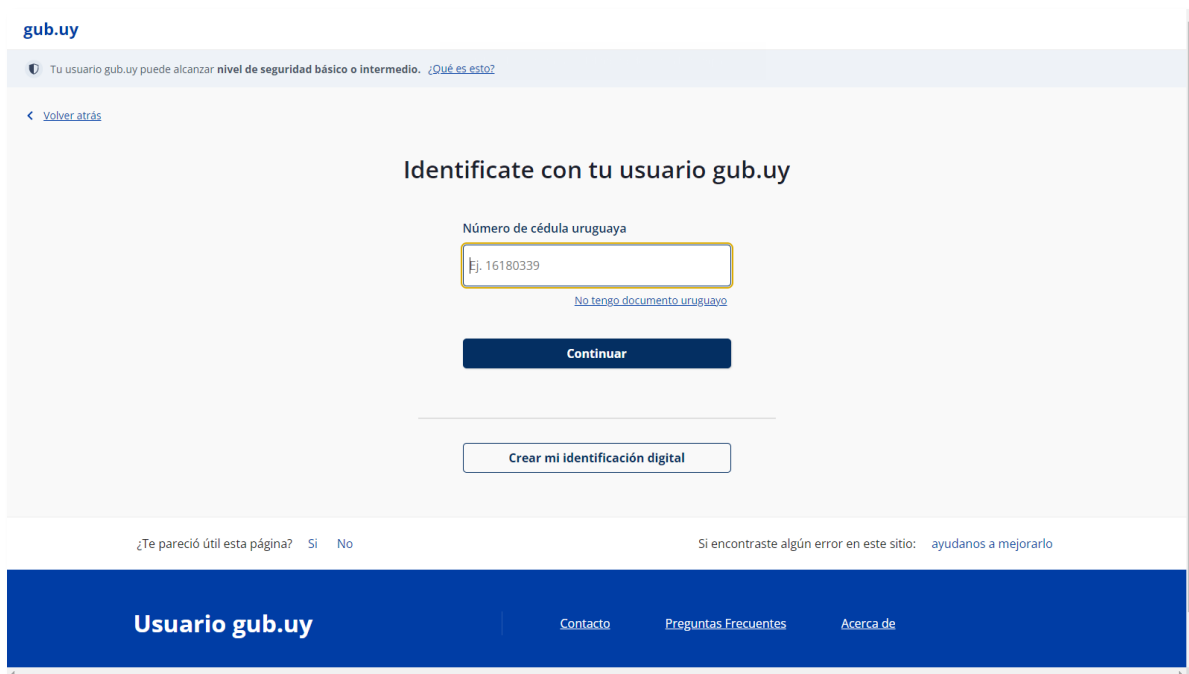 gub.uy
Tu usuario gub.uy puede alcanzar nivel de seguridad básico o intermedio. ¿Qué es esto?
Volver atrás
Identificate con tu usuario gub.uy
Número de cédula uruguaya
Ej. 16180339
No tengo documento uruguayo
Continuar
Crear mi identificación digital
¿Te pareció útil esta página? Si No Si encontraste algún error en este sitio: ayudanos a mejorarlo
Usuario gub.uy Contacto Preguntas Frecuentes Acerca de